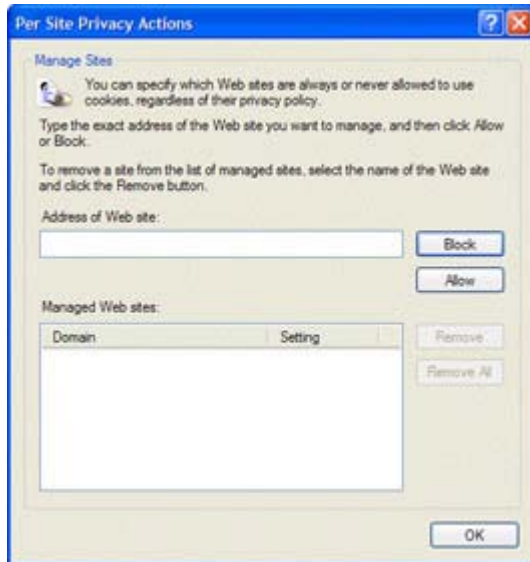 Per Site Privacy Actions
Manage Sites
You can specify which Web sites are always or never allowed to use
cookies, regardless of their privacy policy.
Type the exact address of the Web site you want to manage, and then click Allow
or Block.
To remove a site from the list of managed sites, select the name of the Web site
and click the Remove button.
Address of Web site:
Block
Allow
Managed Web sites:
Domain Setting
Remove
Remove All
OK